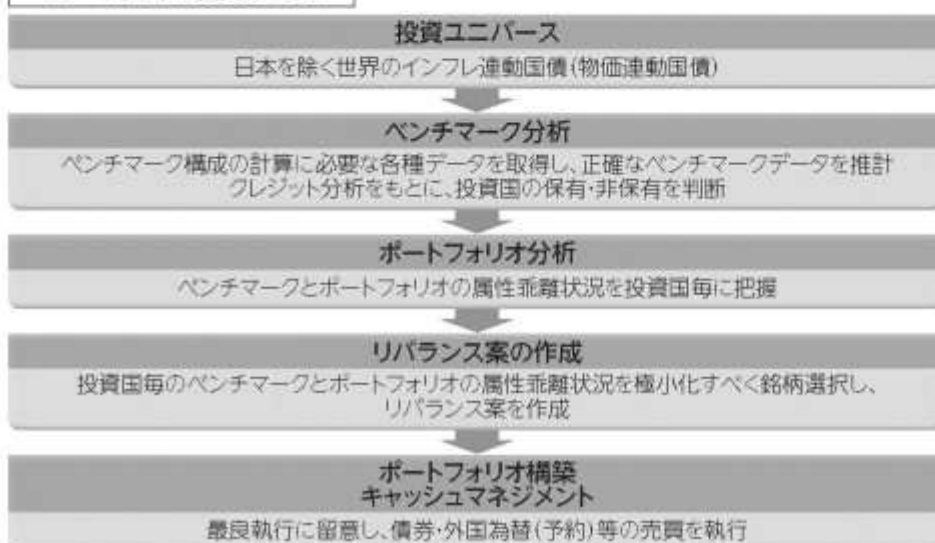 投資ユニバース
日本を除く世界のインフレ連動国債(物価連動国債)
ベンチマーク分析
ベンチマーク構成の計算に必要な各種データを取得し、正確なベンチマークデータを推計
クレジット分析をもとに、投資国の保有・非保有を判断
ポートフォリオ分析
ベンチマークとポートフォリオの属性乖離状況を投資国毎に把握
リバランス案の作成
投資国毎のベンチマークとポートフォリオの属性乖離状況を極小化すべく銘柄選択し、
リバランス案を作成
ポートフォリオ構築
キャッシュマネジメント
最良執行に留意し、債券・外国為替(予約)等の売買を執行